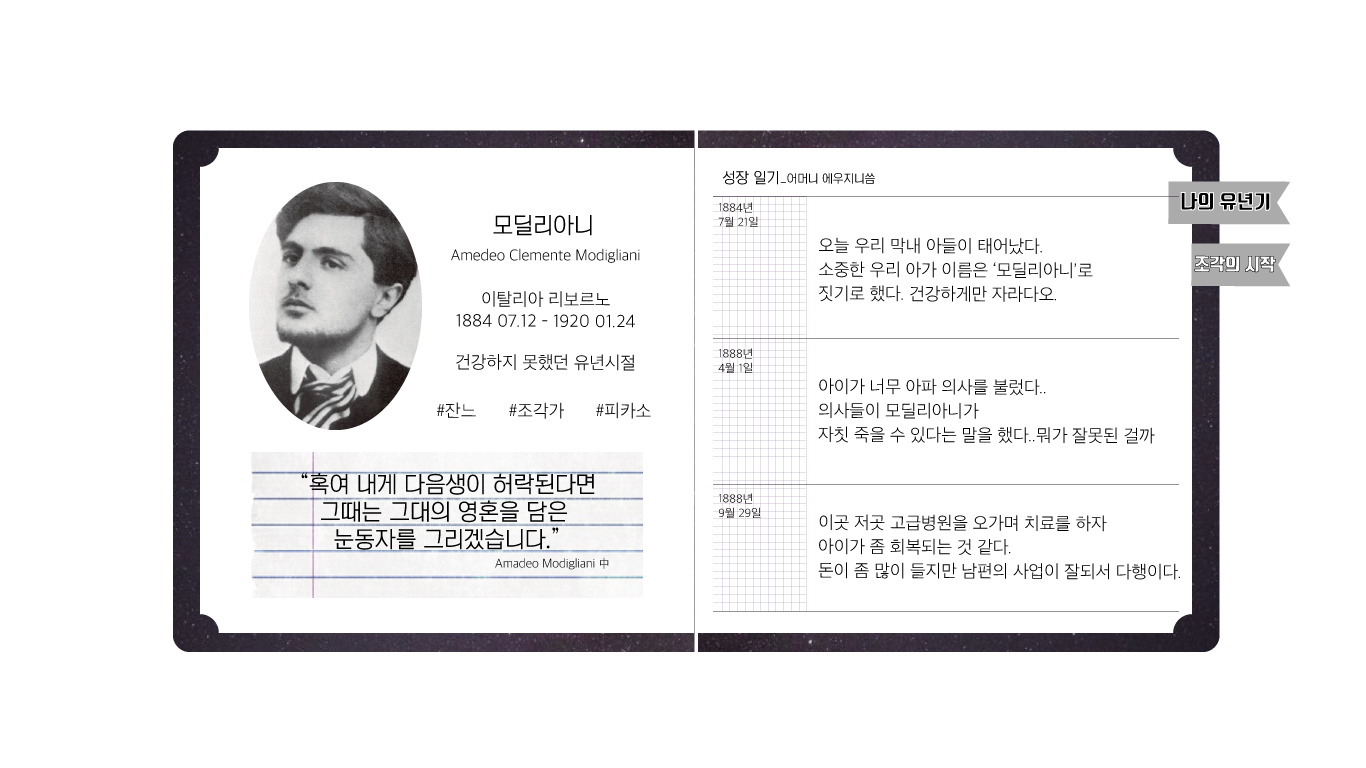 모딜리아니
Amedeo Clemente Modigliani
이탈리아 리보르노
1884 07.12 - 1920 01.24
건강하지 못했던 유년시절
#잔느 #조각가 #피카소
“혹여 내게 다음생이 허락된다면
그때는 그대의 영혼을 담은
눈동자를 그리겠습니다.”
Amadeo Modigliani 中
성장 일기_어머니 에우지니씀
1884년
7월 21일
오늘 우리 막내 아들이 태어났다.
소중한 우리 아가 이름은 ‘모딜리아니’로
짓기로 했다. 건강하게만 자라다오.
1888년
4월 1일
아이가 너무 아파 의사를 불렀다..
의사들이 모딜리아니가
자칫 죽을 수 있다는 말을 했다..뭐가 잘못된 걸까
1888년
9월 29일
이곳 저곳 고급병원을 오가며 치료를 하자
아이가 좀 회복되는 것 같다.
돈이 좀 많이 들지만 남편의 사업이 잘되서 다행이다.
나의 유년기
조각의 시작